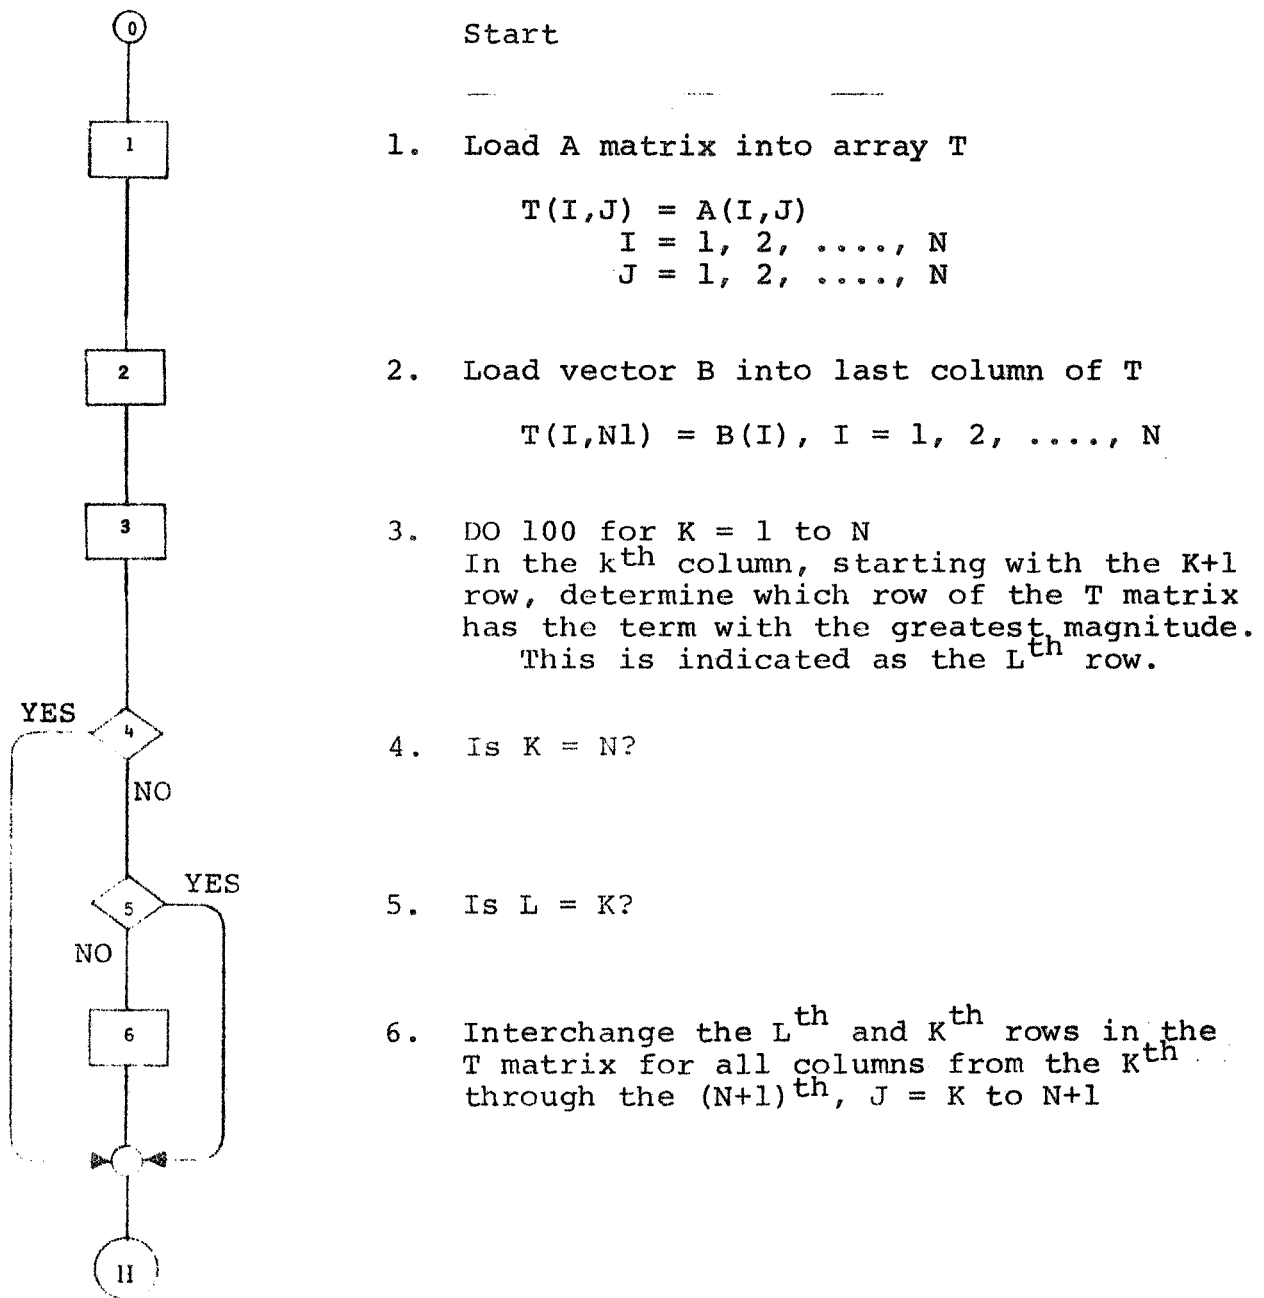 0
Start
1
1. Load A matrix into array T
T(I,J) = A(I,J)
I = 1, 2, ...., N
J = 1, 2, ...., N
2
2. Load vector B into last column of T
T(I,N1) = B(I), I = 1, 2, ...., N
3
3. DO 100 for K = 1 to N
In the kth column, starting with the K+1
row, determine which row of the T matrix
has the term with the greatest magnitude.
This is indicated as the Lth row.
YES
4
4. Is K = N?
NO
YES
5
5. Is L = K?
NO
6
6. Interchange the Lth and Kth rows in the
T matrix for all columns from the Kth
through the (N+1)th, J = K to N+1
II